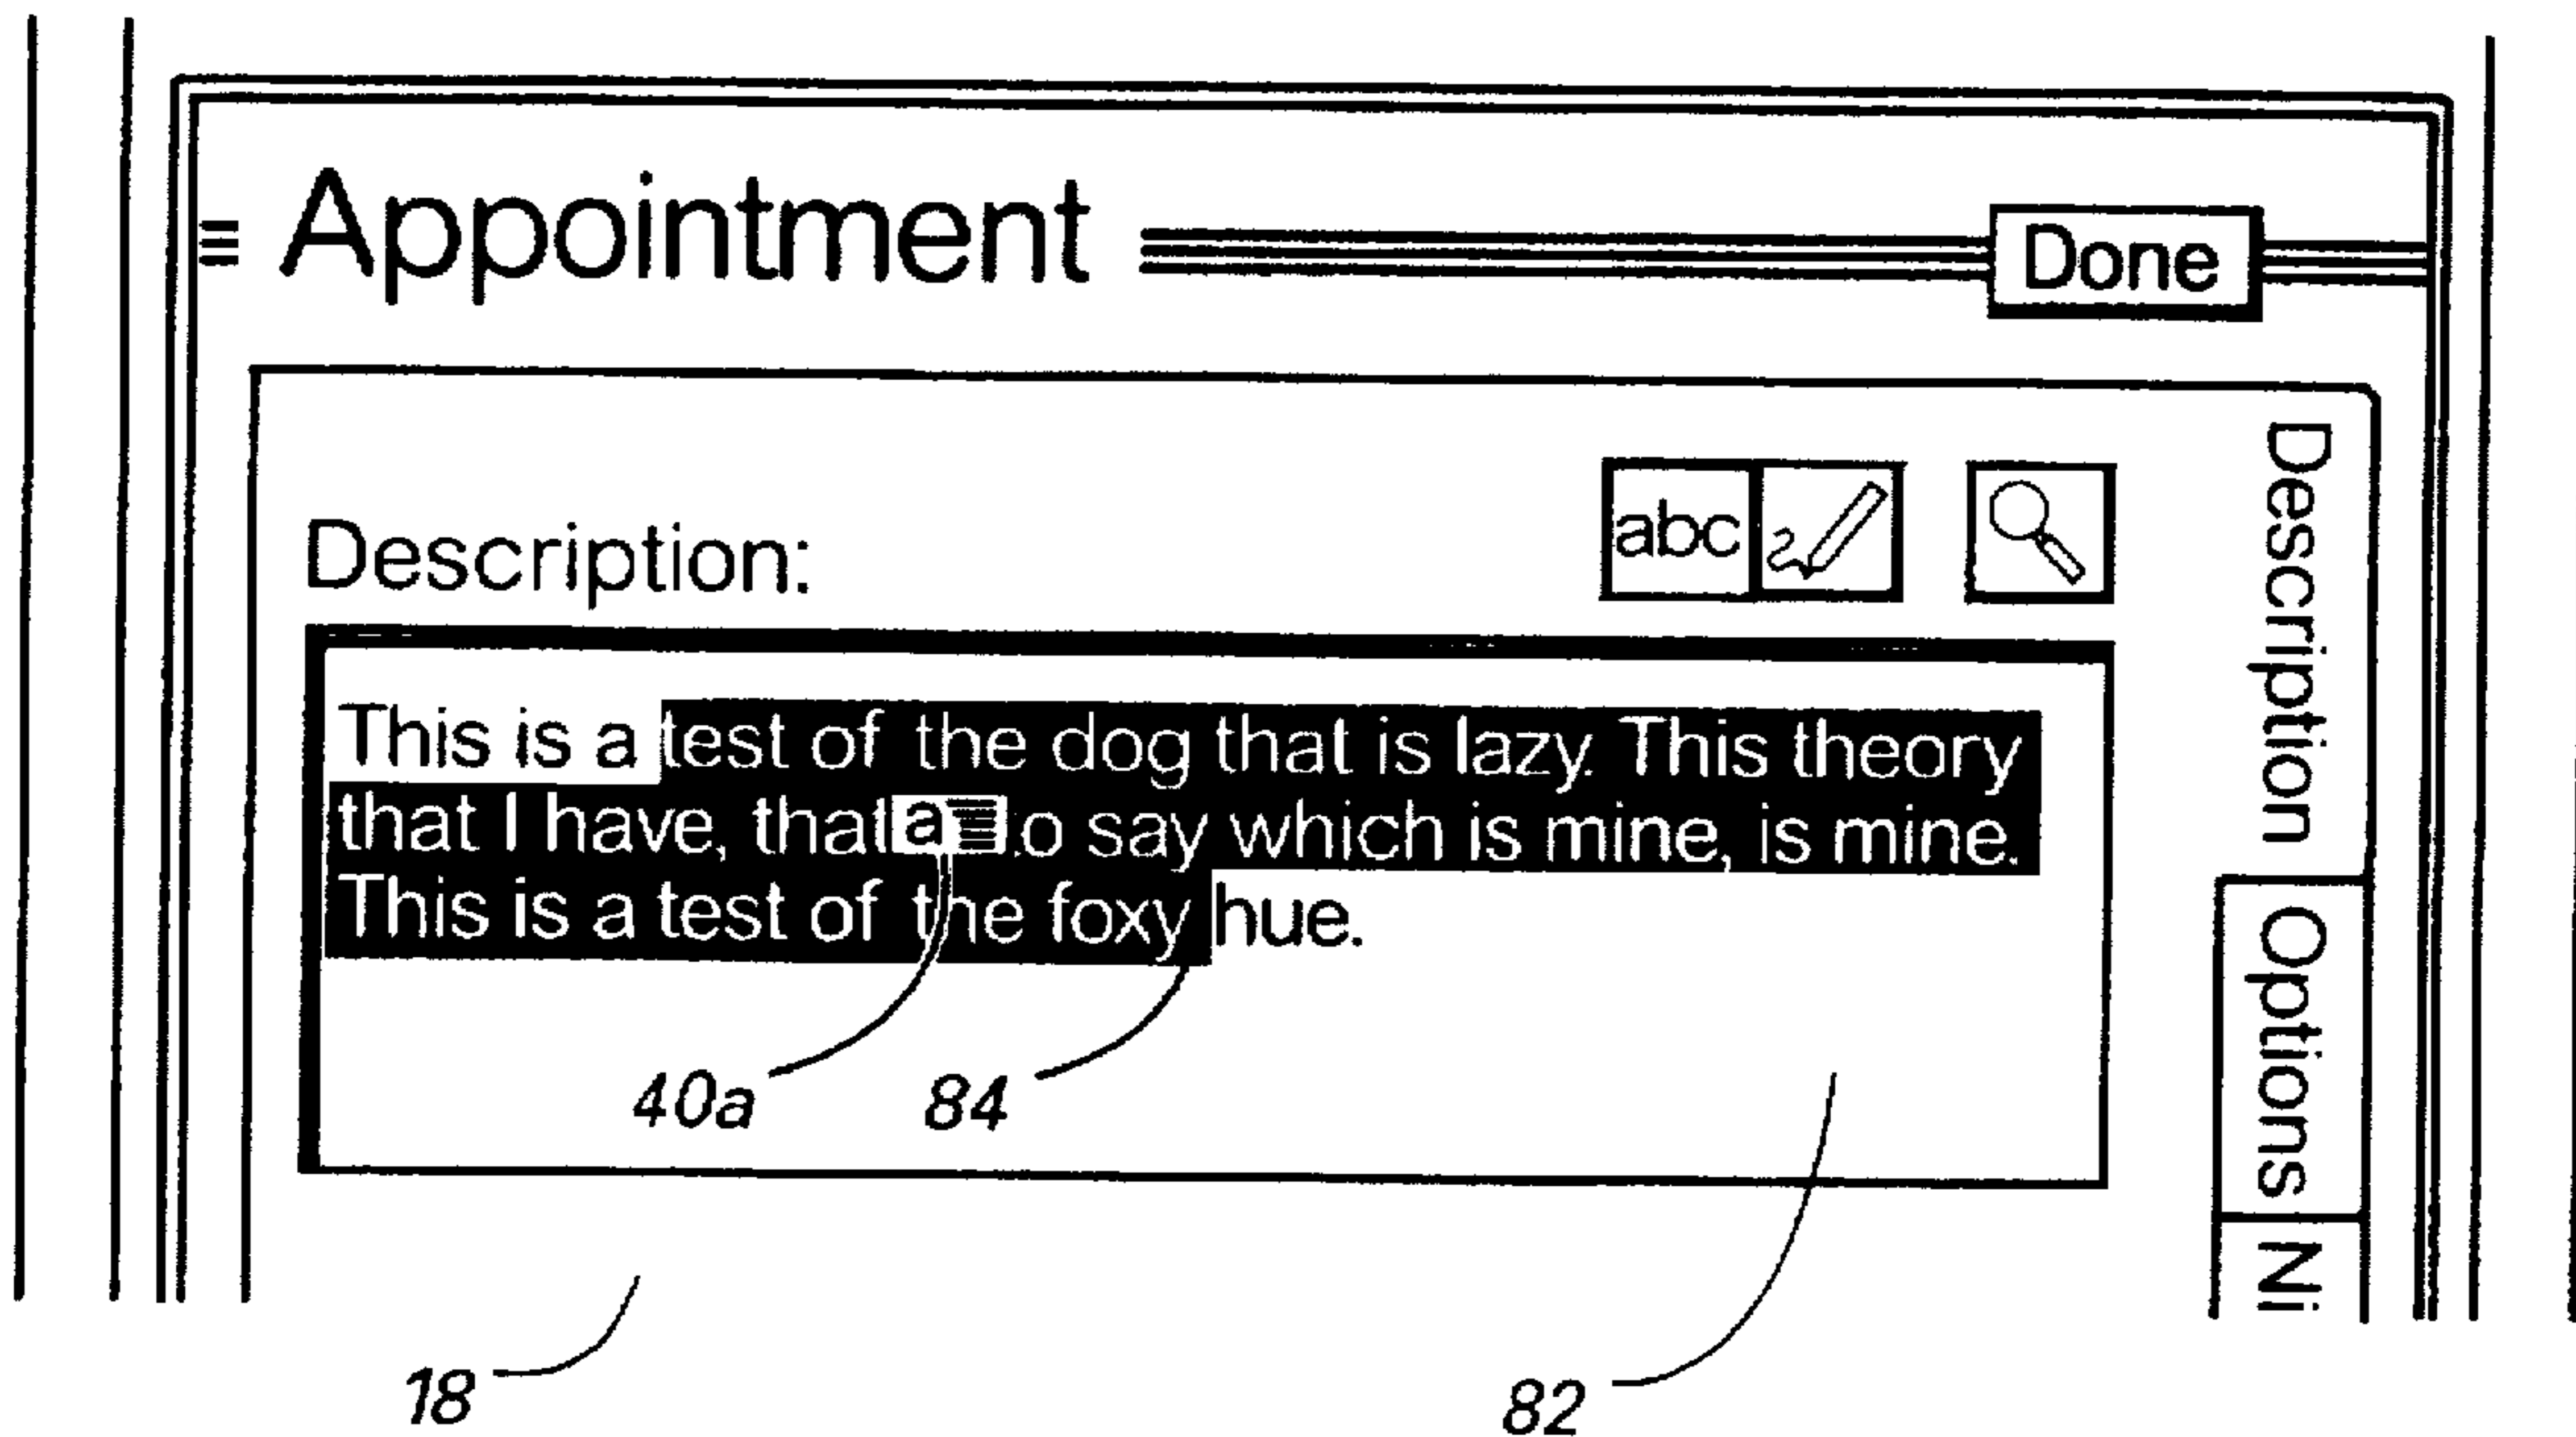 Appointment
Done
Description:
abc
This is a test of the dog that is lazy. This theory
that I have, that a o say which is mine, is mine.
This is a test of the foxy hue.
Description
Options
Ni
40a
84
18
82